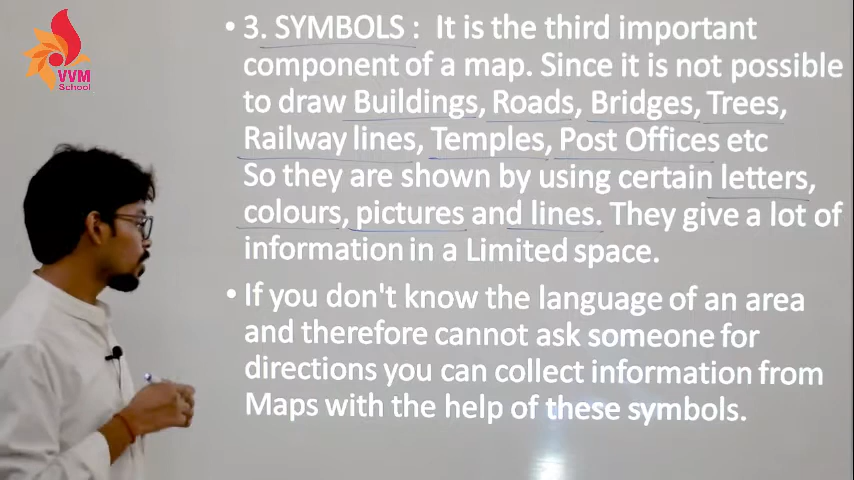 VVM
School
• 3. SYMBOLS : It is the third important
component of a map. Since it is not possible
to draw Buildings, Roads, Bridges, Trees,
Railway lines, Temples, Post Offices etc
So they are shown by using certain letters,
colours, pictures and lines. They give a lot of
information in a Limited space.
• If you don't know the language of an area
and therefore cannot ask someone for
directions you can collect information from
Maps with the help of these symbols.